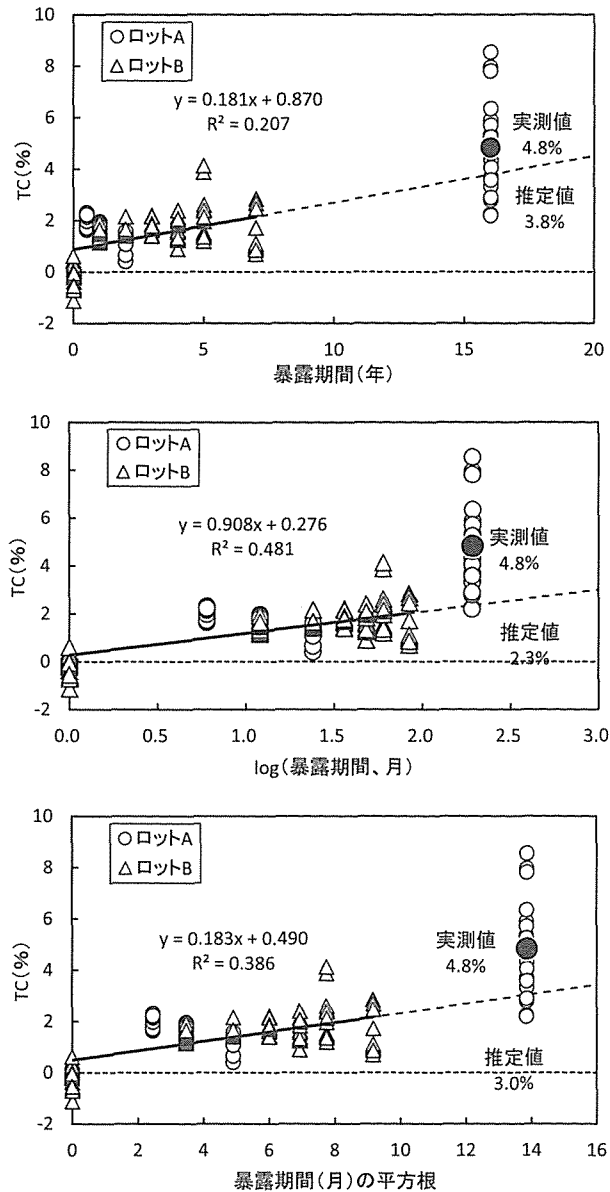 10
8
6
4
2
0
-2
TC(%)
ロットA
ロットB
y = 0.181x + 0.870
R² = 0.207
実測値
4.8%
推定値
3.8%
0 5 10 15 20
暴露期間(年)
10
8
6
4
2
0
-2
TC(%)
ロットA
ロットB
y = 0.908x + 0.276
R² = 0.481
実測値
4.8%
推定値
2.3%
0.0 0.5 1.0 1.5 2.0 2.5 3.0
log(暴露期間、月)
10
8
6
4
2
0
-2
TC(%)
ロットA
ロットB
y = 0.183x + 0.490
R² = 0.386
実測値
4.8%
推定値
3.0%
0 2 4 6 8 10 12 14 16
暴露期間(月)の平方根